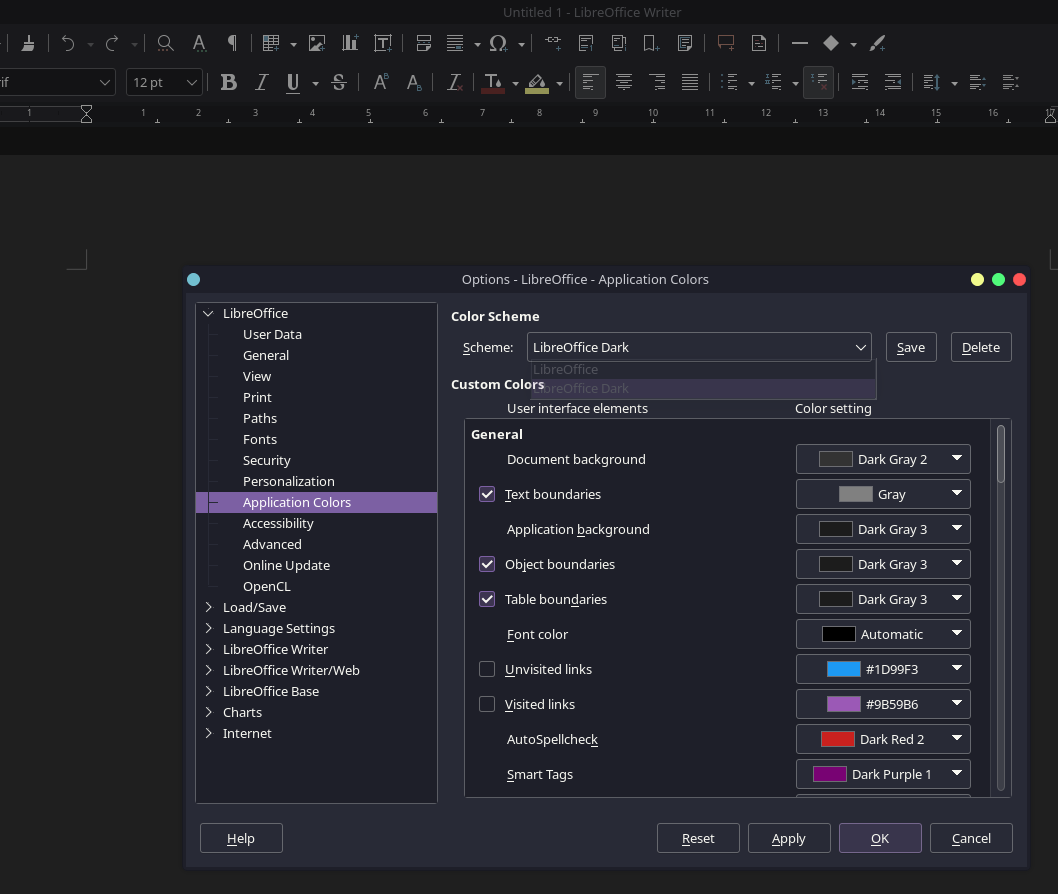 Untitled 1 - LibreOffice Writer
rif 12 pt B I U S A B A B I T
1 1 2 3 4 5 6 7 8 9 10 11 12 13 14 15 16 17
Options - LibreOffice - Application Colors
LibreOffice
User Data
General
View
Print
Paths
Fonts
Security
Personalization
Application Colors
Accessibility
Advanced
Online Update
OpenCL
Load/Save
Language Settings
LibreOffice Writer
LibreOffice Writer/Web
LibreOffice Base
Charts
Internet
Color Scheme
Scheme: LibreOffice Dark Save Delete
LibreOffice
LibreOffice Dark
Custom Colors
User interface elements Color setting
General
Document background Dark Gray 2
Text boundaries Gray
Application background Dark Gray 3
Object boundaries Dark Gray 3
Table boundaries Dark Gray 3
Font color Automatic
Unvisited links #1D99F3
Visited links #9B59B6
AutoSpellcheck Dark Red 2
Smart Tags Dark Purple 1
Help Reset Apply OK Cancel